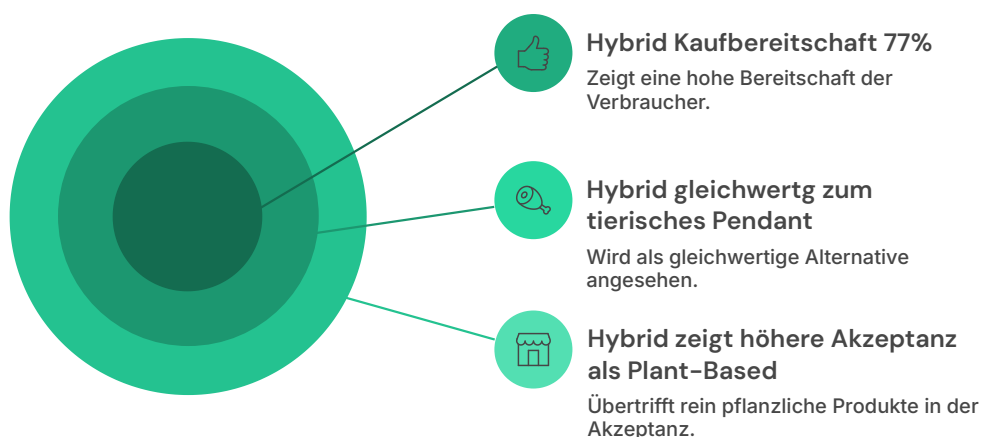 Hybrid Kaufbereitschaft 77%
Zeigt eine hohe Bereitschaft der
Verbraucher.
Hybrid gleichwertg zum
tierisches Pendant
Wird als gleichwertige Alternative
angesehen.
Hybrid zeigt höhere Akzeptanz
als Plant-Based
Übertrifft rein pflanzliche Produkte in der
Akzeptanz.